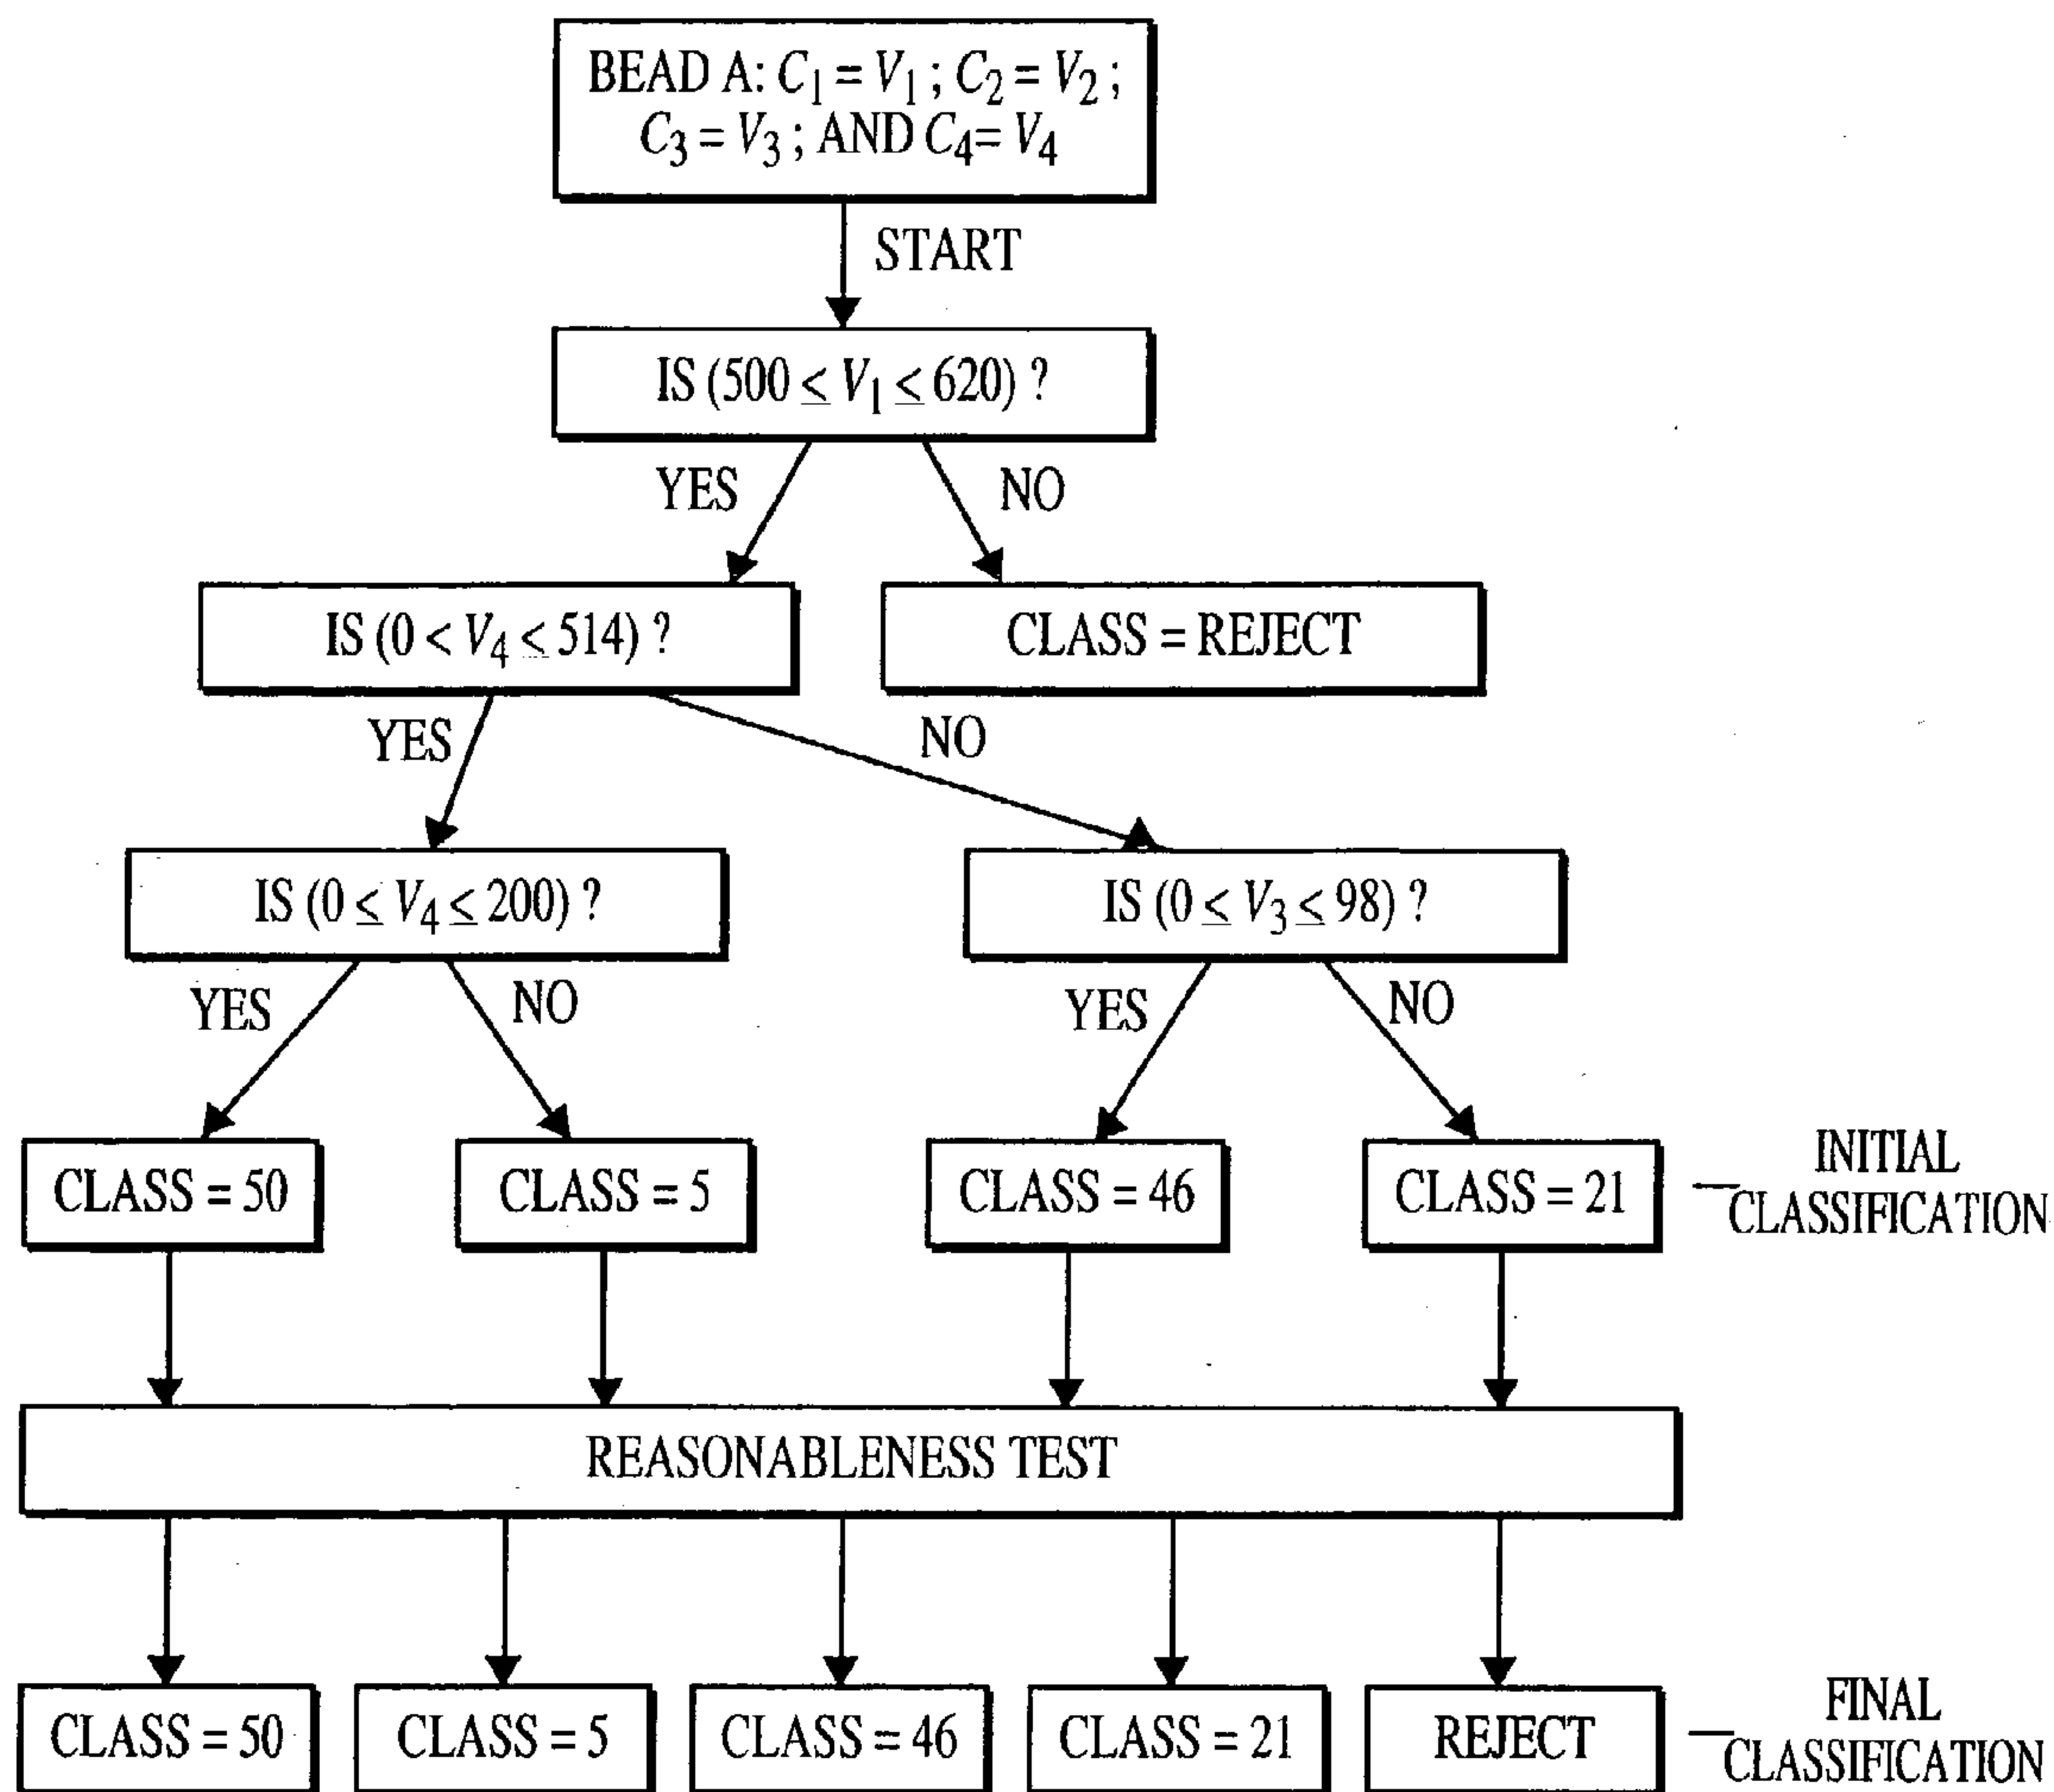 BEAD A: C1 = V1 ; C2 = V2 ;
C3 = V3 ; AND C4= V4
START
IS (500 ≤ V1 ≤ 620) ?
YES
NO
IS (0 < V4 ≤ 514) ?
CLASS = REJECT
YES
NO
IS (0 ≤ V4 ≤ 200) ?
IS (0 ≤ V3 ≤ 98) ?
YES
NO
YES
NO
CLASS = 50
CLASS = 5
CLASS = 46
CLASS = 21
INITIAL
CLASSIFICATION
REASONABLENESS TEST
CLASS = 50
CLASS = 5
CLASS = 46
CLASS = 21
REJECT
FINAL
CLASSIFICATION